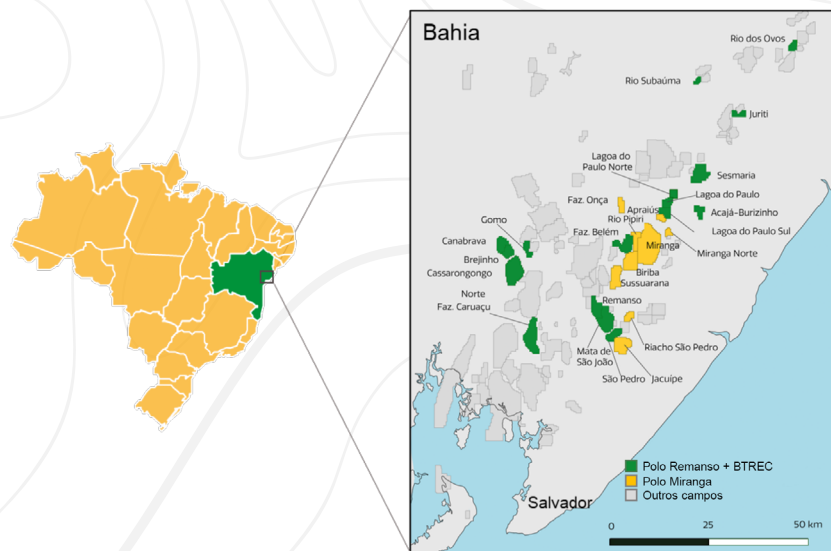 Bahia
Rio dos Ovos
Rio Subaúma
Juriti
Lagoa do
Paulo Norte
Sesmaria
Lagoa do Paulo
Faz. Onça
Apraiús
Acajá-Burizinho
Rio Pipiri
Gomo
Lagoa do Paulo Sul
Faz. Belém
Canabrava
Miranga
Miranga Norte
Brejinho
Cassarongongo
Biriba
Sussuarana
Norte
Faz. Caruaçu
Remanso
Riacho São Pedro
Mata de
São João
São Pedro
Jacuípe
Polo Remanso + BTREC
Polo Miranga
Outros campos
Salvador
0 25 50 km